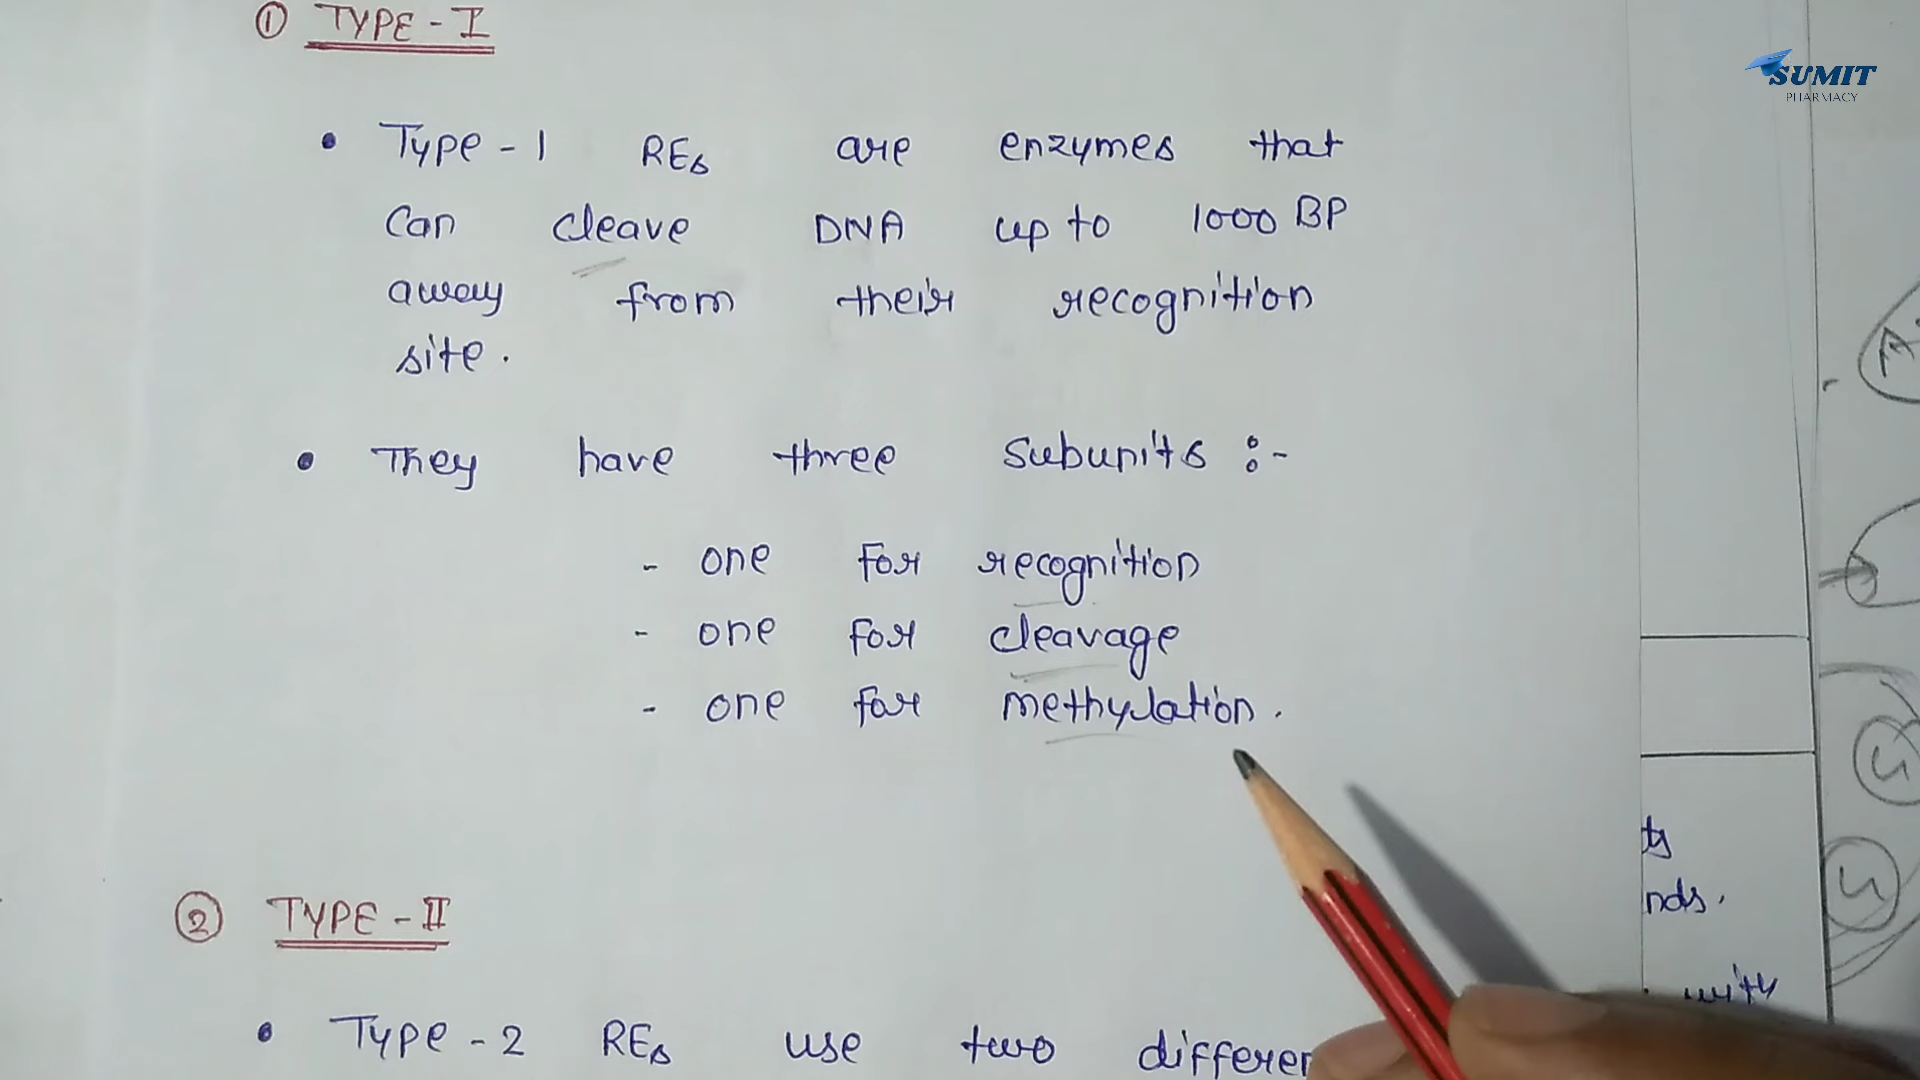 ① TYPE - I
SUMIT
PHARMACY
• Type - 1 REs are enzymes that
can cleave DNA up to 1000 BP
away from their recognition
site.
• They have three subunits :-
- one for recognition
- one for cleavage
- one for methylation.
nds.
with
② TYPE - II
• Type - 2 REs use two